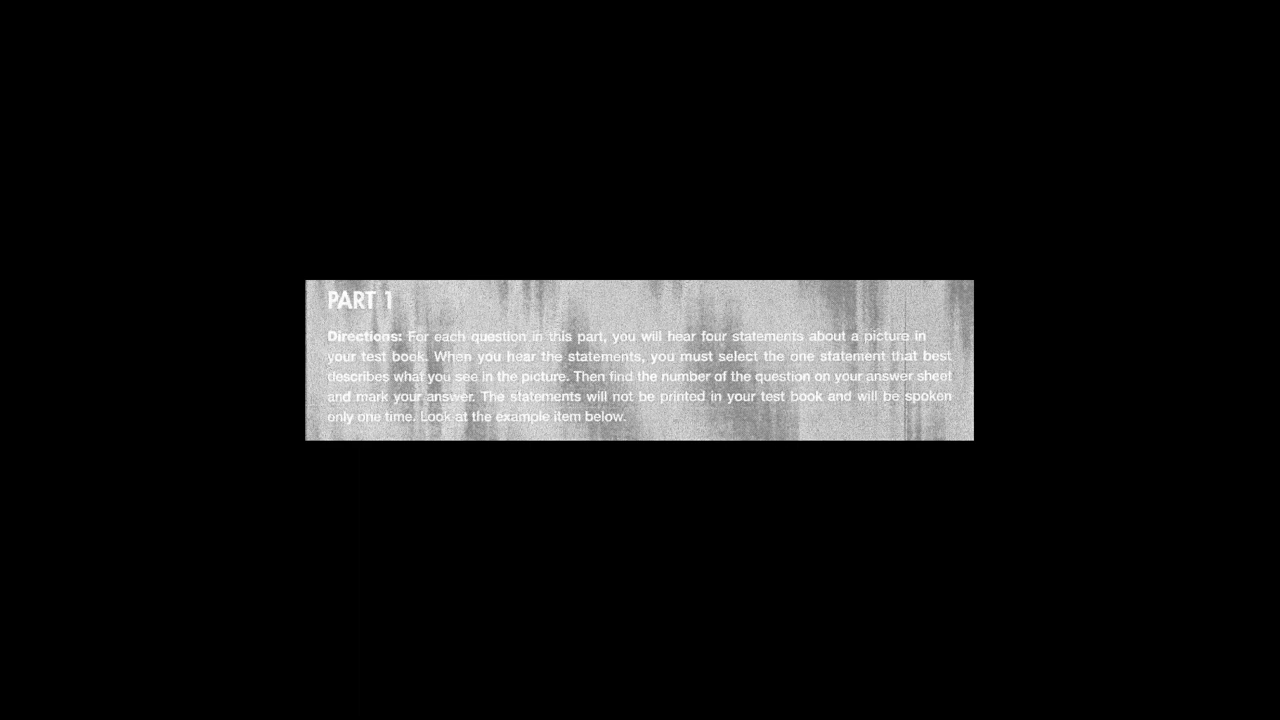 PART 1
Directions: For each question in this part, you will hear four statements about a picture in
your test book. When you hear the statements, you must select the one statement that best
describes what you see in the picture. Then find the number of the question on your answer sheet
and mark your answer. The statements will not be printed in your test book and will be spoken
only one time. Look at the example item below.